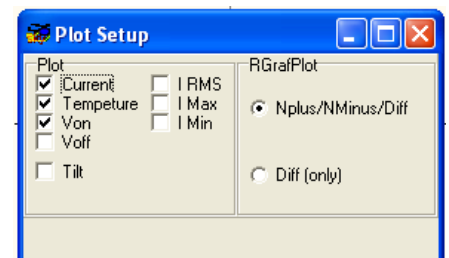 Plot Setup
Plot
Current
Tempeture
Von
Voff
Tilt
I RMS
I Max
I Min
RGrafPlot
Nplus/NMinus/Diff
Diff (only)